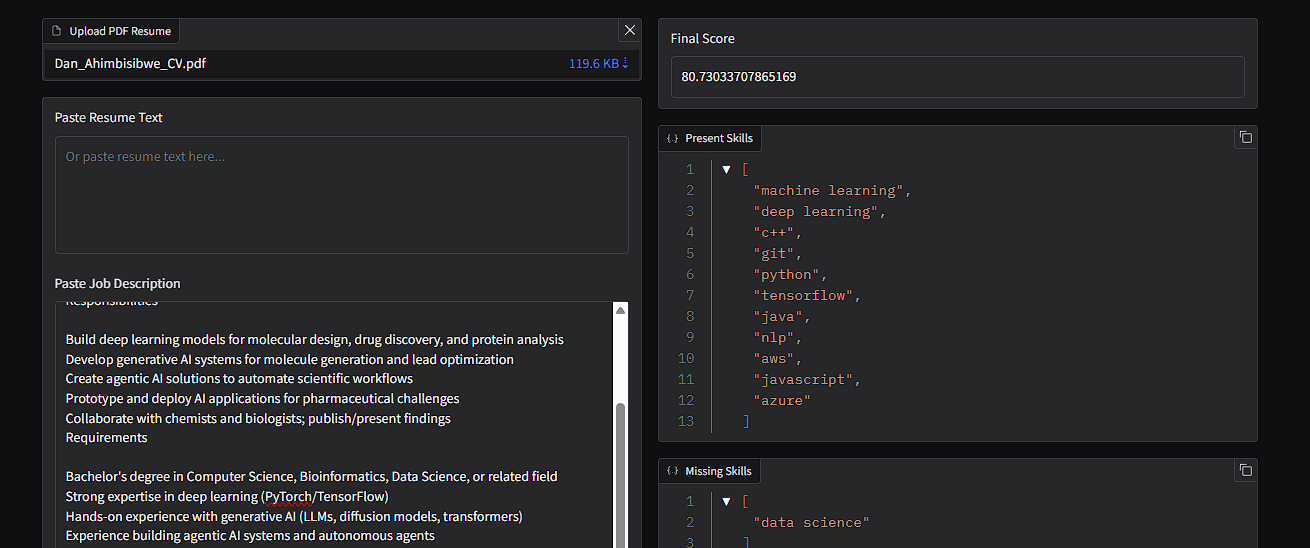 Upload PDF Resume
Dan_Ahimbisibwe_CV.pdf
119.6 KB ↓
Paste Resume Text
Or paste resume text here...
Paste Job Description
Responsibilities
Build deep learning models for molecular design, drug discovery, and protein analysis
Develop generative AI systems for molecule generation and lead optimization
Create agentic AI solutions to automate scientific workflows
Prototype and deploy AI applications for pharmaceutical challenges
Collaborate with chemists and biologists; publish/present findings
Requirements
Bachelor's degree in Computer Science, Bioinformatics, Data Science, or related field
Strong expertise in deep learning (PyTorch/TensorFlow)
Hands-on experience with generative AI (LLMs, diffusion models, transformers)
Experience building agentic AI systems and autonomous agents
Final Score
80.73033707865169
{} Present Skills
1 ▼ [
2 "machine learning",
3 "deep learning",
4 "c++",
5 "git",
6 "python",
7 "tensorflow",
8 "java",
9 "nlp",
10 "aws",
11 "javascript",
12 "azure"
13 ]
{} Missing Skills
1 ▼ [
2 "data science"
3 ]